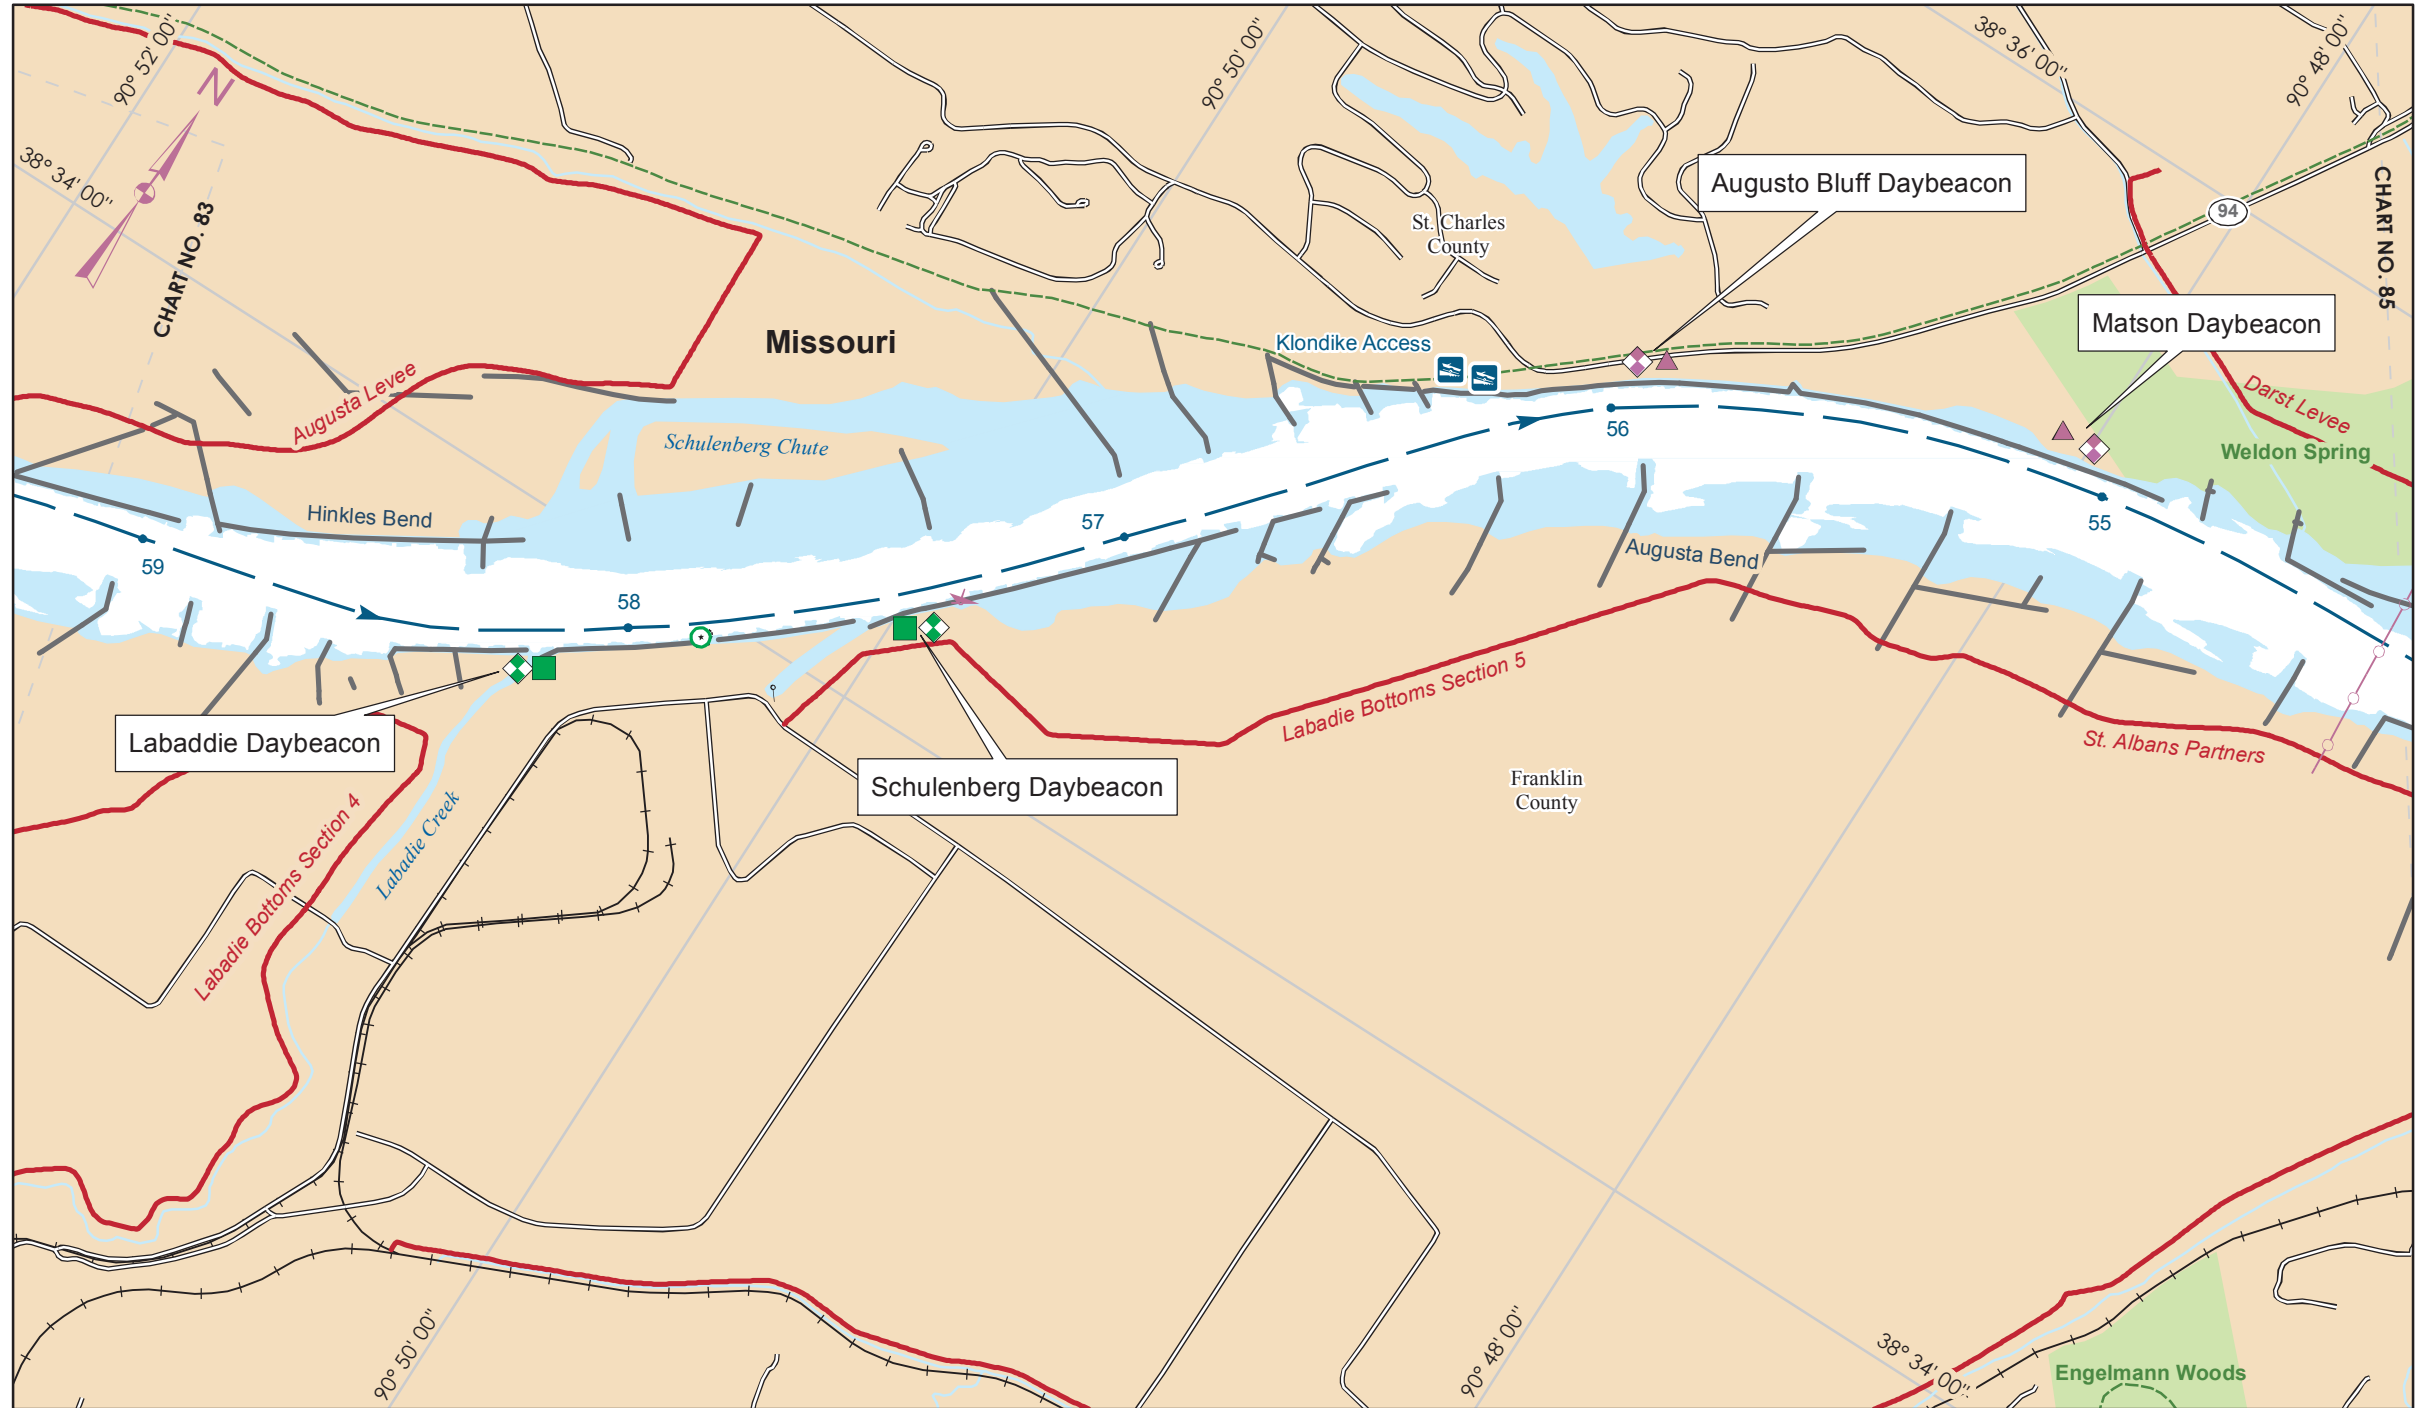 90° 52' 00"
90° 50' 00"
38° 36' 00"
90° 48' 00"
N
38° 34' 00"
CHART NO. 83
CHART NO. 85
Augusto Bluff Daybeacon
94
St. Charles
County
Matson Daybeacon
Missouri
Klondike Access
Augusta Levee
Darst Levee
Schulenberg Chute
56
Weldon Spring
Hinkles Bend
57
55
Augusta Bend
59
58
Labaddie Daybeacon
Labadie Bottoms Section 5
St. Albans Partners
Schulenberg Daybeacon
Franklin
County
Labadie Creek
Labadie Bottoms Section 4
90° 50' 00"
90° 48' 00"
38° 34' 00"
Engelmann Woods